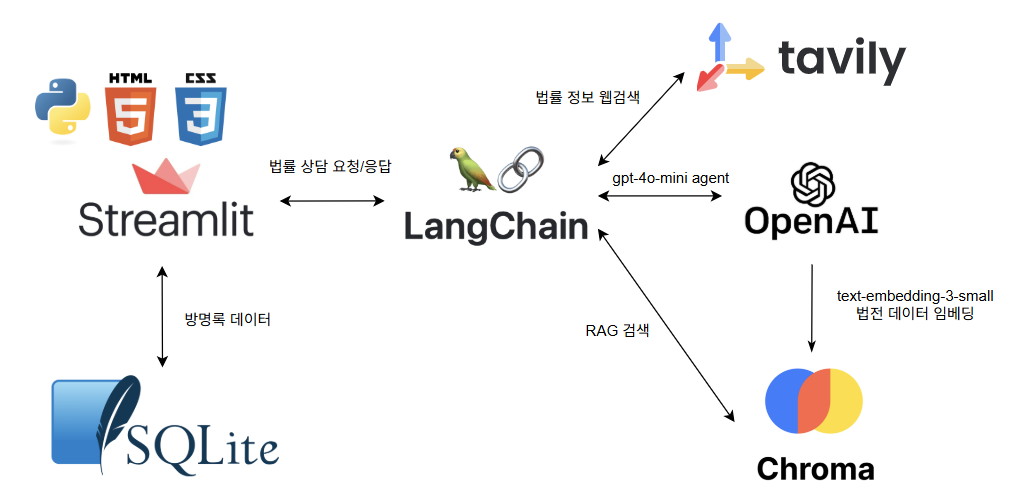 tavily
HTML
5
CSS
3
법률 정보 웹검색
법률 상담 요청/응답
gpt-4o-mini agent
Streamlit
LangChain
OpenAI
text-embedding-3-small
법전 데이터 임베딩
방명록 데이터
RAG 검색
SQLite
Chroma